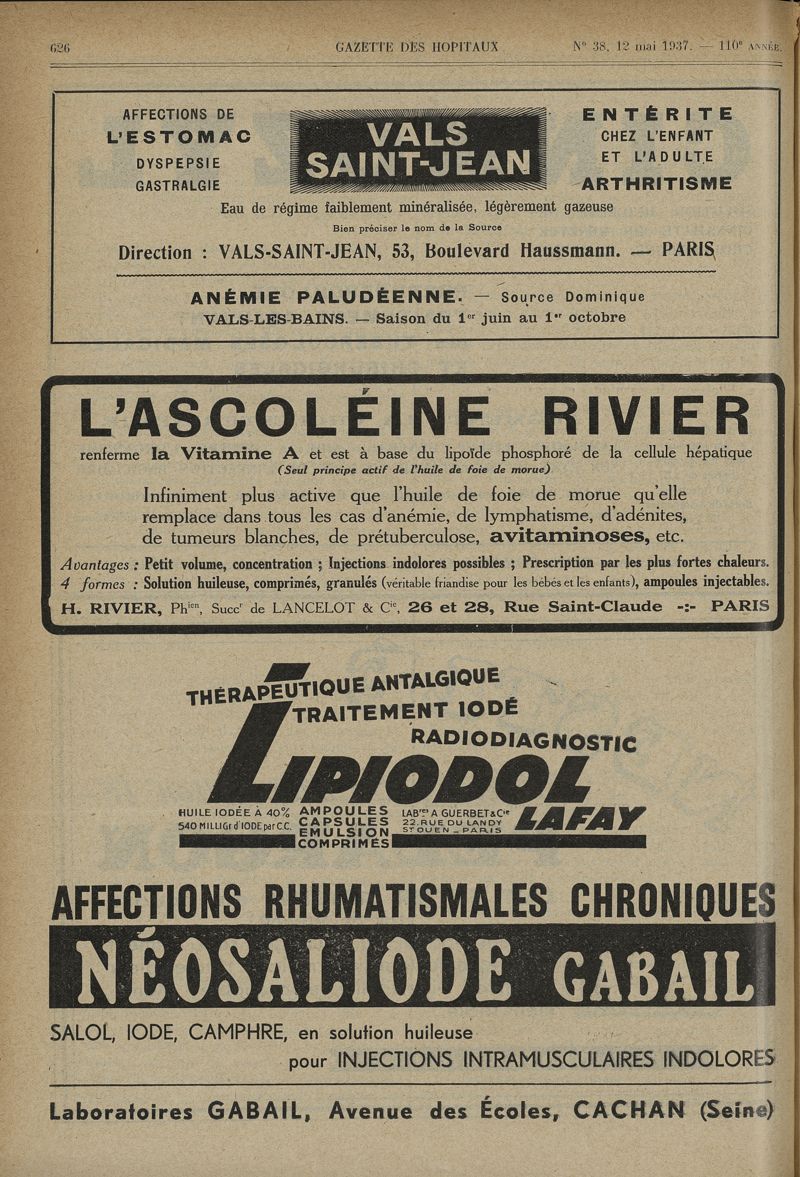 626
GAZETTE DES HOPITAUX
N° 38, 12 mai 1937. — 110e ANNÉE.
AFFECTIONS DE
L'ESTOMAC
DYSPEPSIE
GASTRALGIE
VALS
SAINT-JEAN
ENTÉRITE
CHEZ L'ENFANT
ET L'ADULTE
ARTHRITISME
Eau de régime faiblement minéralisée, légèrement gazeuse
Bien préciser le nom de la Source
Direction : VALS-SAINT-JEAN, 53, Boulevard Haussmann. — PARIS
ANÉMIE PALUDÉENNE. — Source Dominique
VALS-LES-BAINS. — Saison du 1er juin au 1er octobre
L'ASCOLÉINE RIVIER
renferme la Vitamine A et est à base du lipoïde phosphoré de la cellule hépatique
(Seul principe actif de l'huile de foie de morue)
Infiniment plus active que l'huile de foie de morue qu'elle
remplace dans tous les cas d'anémie, de lymphatisme, d'adénites,
de tumeurs blanches, de prétuberculose, avitaminoses, etc.
Avantages : Petit volume, concentration ; Injections indolores possibles ; Prescription par les plus fortes chaleurs.
4 formes : Solution huileuse, comprimés, granulés (véritable friandise pour les bébés et les enfants), ampoules injectables.
H. RIVIER, Phien, Succr de LANCELOT & Cie, 26 et 28, Rue Saint-Claude -:- PARIS
THÉRAPEUTIQUE ANTALGIQUE
TRAITEMENT IODÉ
RADIODIAGNOSTIC
LIPIODOL
LAFAY
HUILE IODÉE À 40%
540 MILLIGr d'IODE par C.C.
AMPOULES
CAPSULES
EMULSION
COMPRIMÉS
LABres A GUERBET & Cie
22. RUE DU LANDY
ST OUEN - PARIS
AFFECTIONS RHUMATISMALES CHRONIQUES
NÉOSALIODE GABAIL
SALOL, IODE, CAMPHRE, en solution huileuse
pour INJECTIONS INTRAMUSCULAIRES INDOLORES
Laboratoires GABAIL, Avenue des Écoles, CACHAN (Seine)